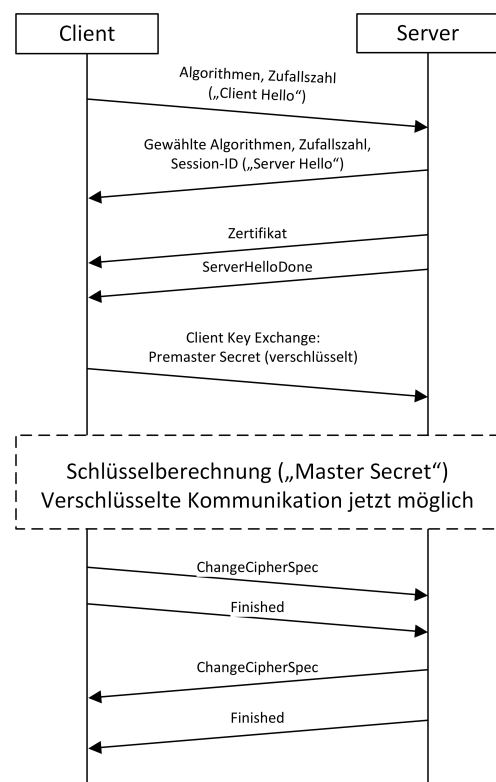 Client
Server
Algorithmen, Zufallszahl
(„Client Hello“)
Gewählte Algorithmen, Zufallszahl,
Session-ID („Server Hello“)
Zertifikat
ServerHelloDone
Client Key Exchange:
Premaster Secret (verschlüsselt)
Schlüsselberechnung („Master Secret“)
Verschlüsselte Kommunikation jetzt möglich
ChangeCipherSpec
Finished
ChangeCipherSpec
Finished